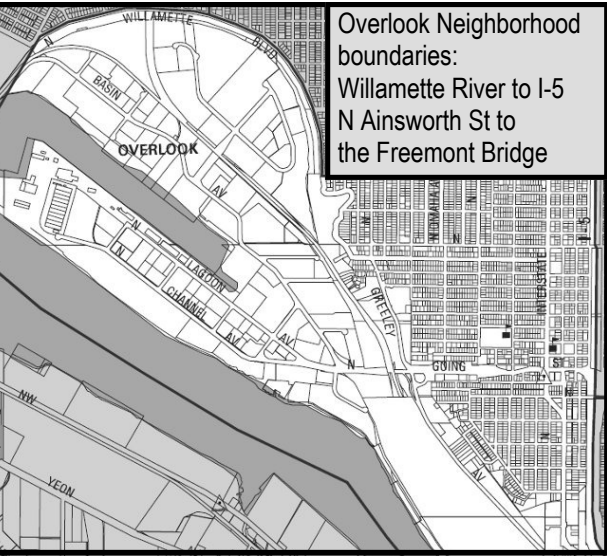 Overlook Neighborhood
boundaries:
Willamette River to I-5
N Ainsworth St to
the Freemont Bridge
WILLAMETTE
BLVD
N
BASIN
OVERLOOK
AV
N
OMAHA
N
N
N
I-5
N
LAGOON
N
CHANNEL
AV
AV
GREELEY
INTERSTATE
N
GOING
ST
N
N
AV
NW
YEON